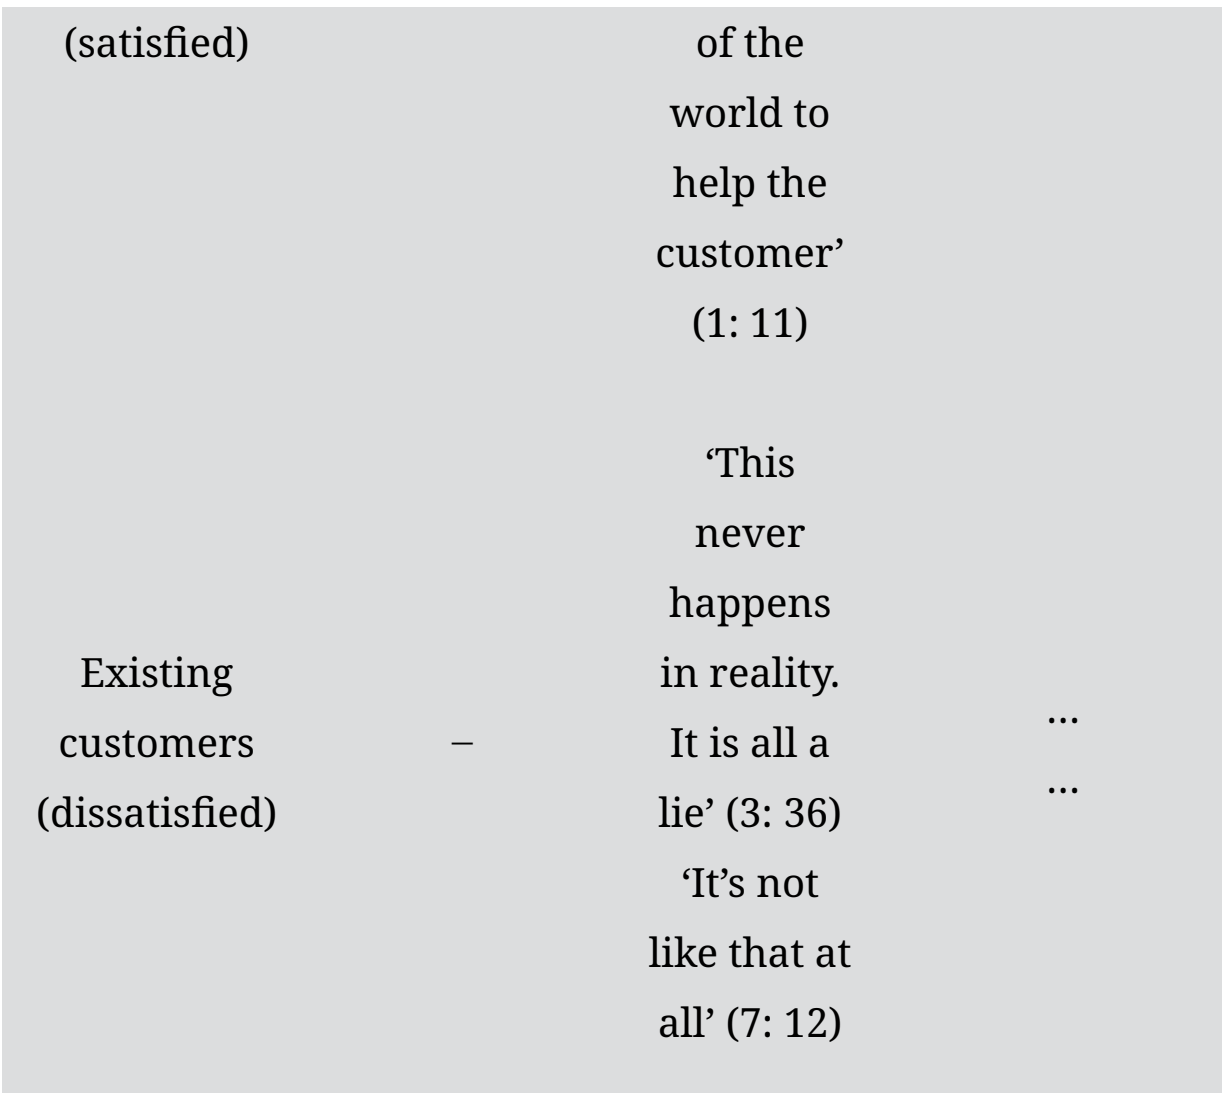 (satisfied)
of the
world to
help the
customer’
(1: 11)
Existing
customers
(dissatisfied)
–
‘This
never
happens
in reality.
It is all a
lie’ (3: 36)
‘It’s not
like that at
all’ (7: 12)
…
…